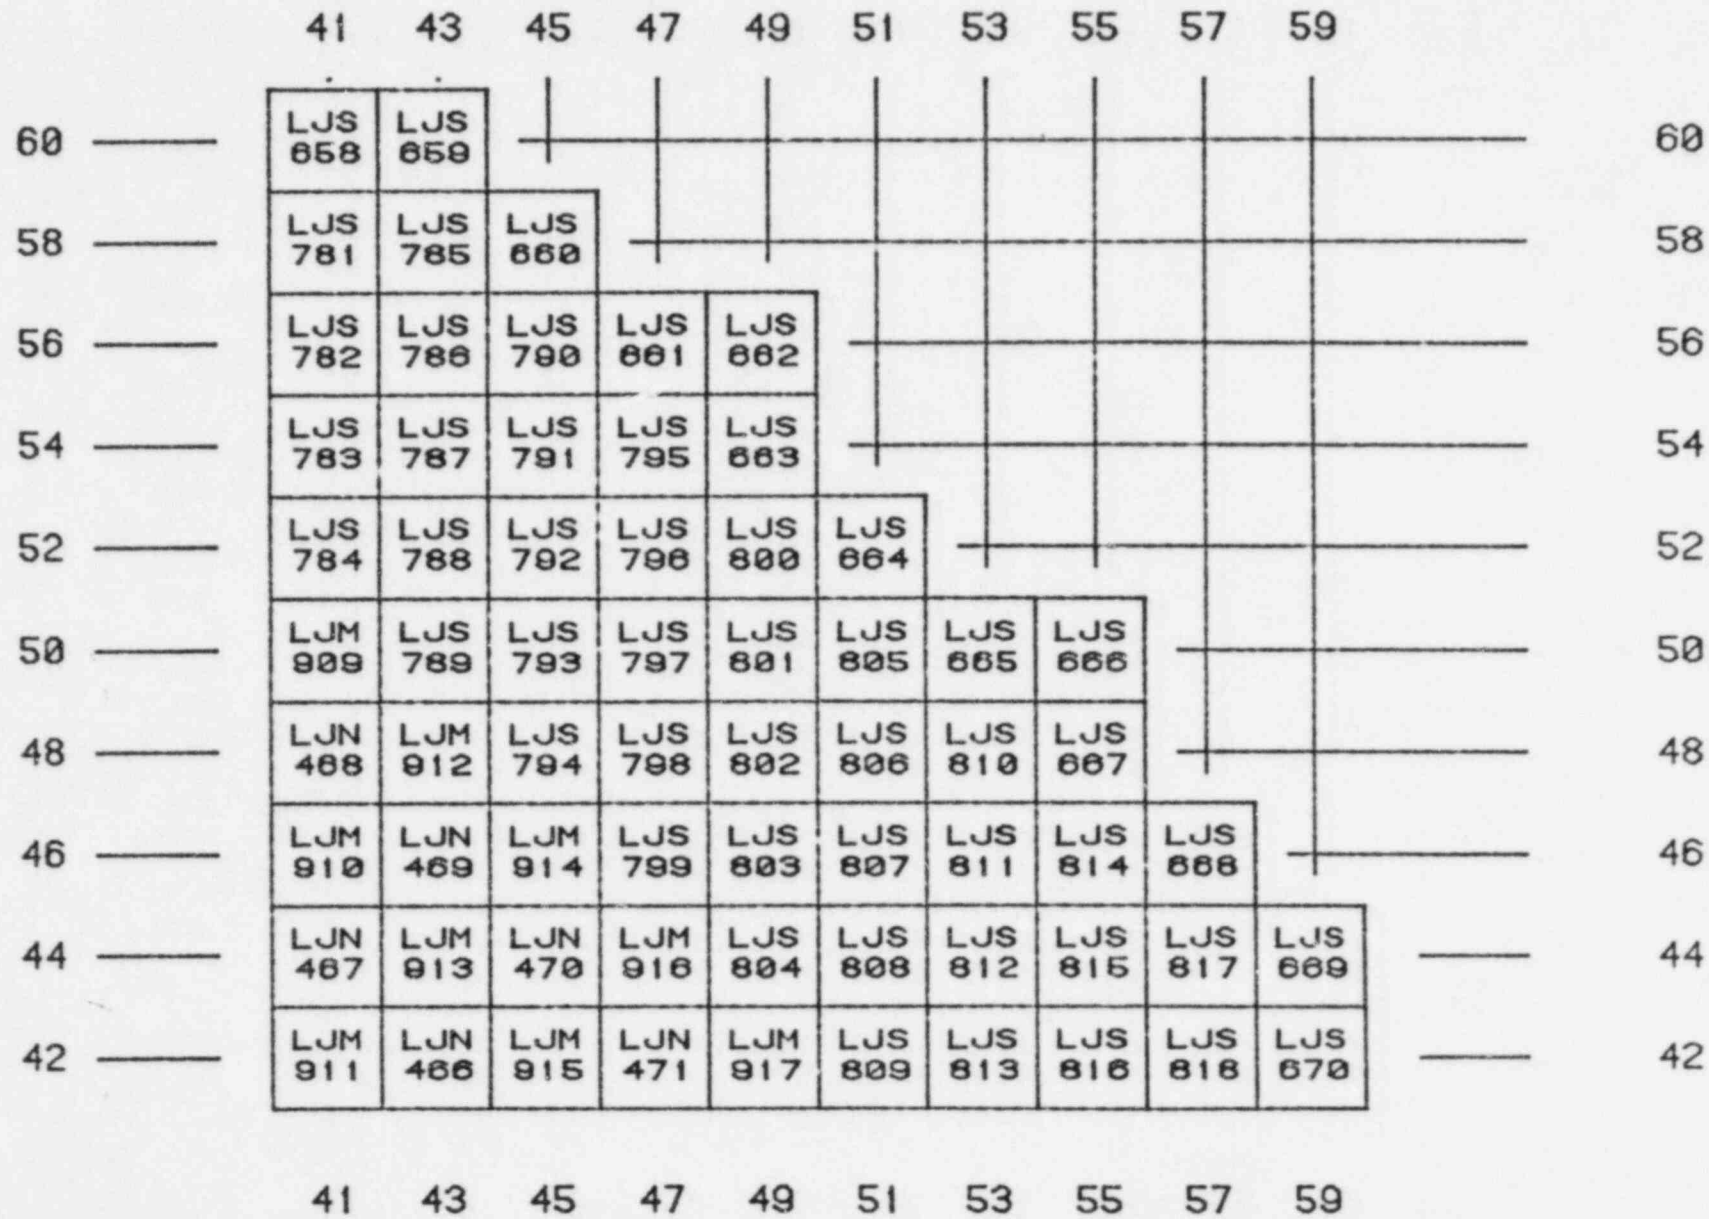 41 43 45 47 49 51 53 55 57 59
60 LJS LJS 60
658 659
58 LJS LJS LJS 58
781 785 660
56 LJS LJS LJS LJS LJS 56
782 786 790 661 662
54 LJS LJS LJS LJS LJS 54
783 787 791 795 663
52 LJS LJS LJS LJS LJS LJS 52
784 788 792 796 800 664
50 LJM LJS LJS LJS LJS LJS LJS LJS 50
909 789 793 797 801 805 665 666
48 LJN LJM LJS LJS LJS LJS LJS LJS 48
468 912 794 798 802 806 810 667
46 LJM LJN LJM LJS LJS LJS LJS LJS LJS 46
910 469 914 799 803 807 811 814 668
44 LJN LJM LJN LJM LJS LJS LJS LJS LJS LJS 44
467 913 470 916 804 808 812 815 817 669
42 LJM LJN LJM LJN LJM LJS LJS LJS LJS LJS 42
911 466 915 471 917 809 813 816 818 670
41 43 45 47 49 51 53 55 57 59